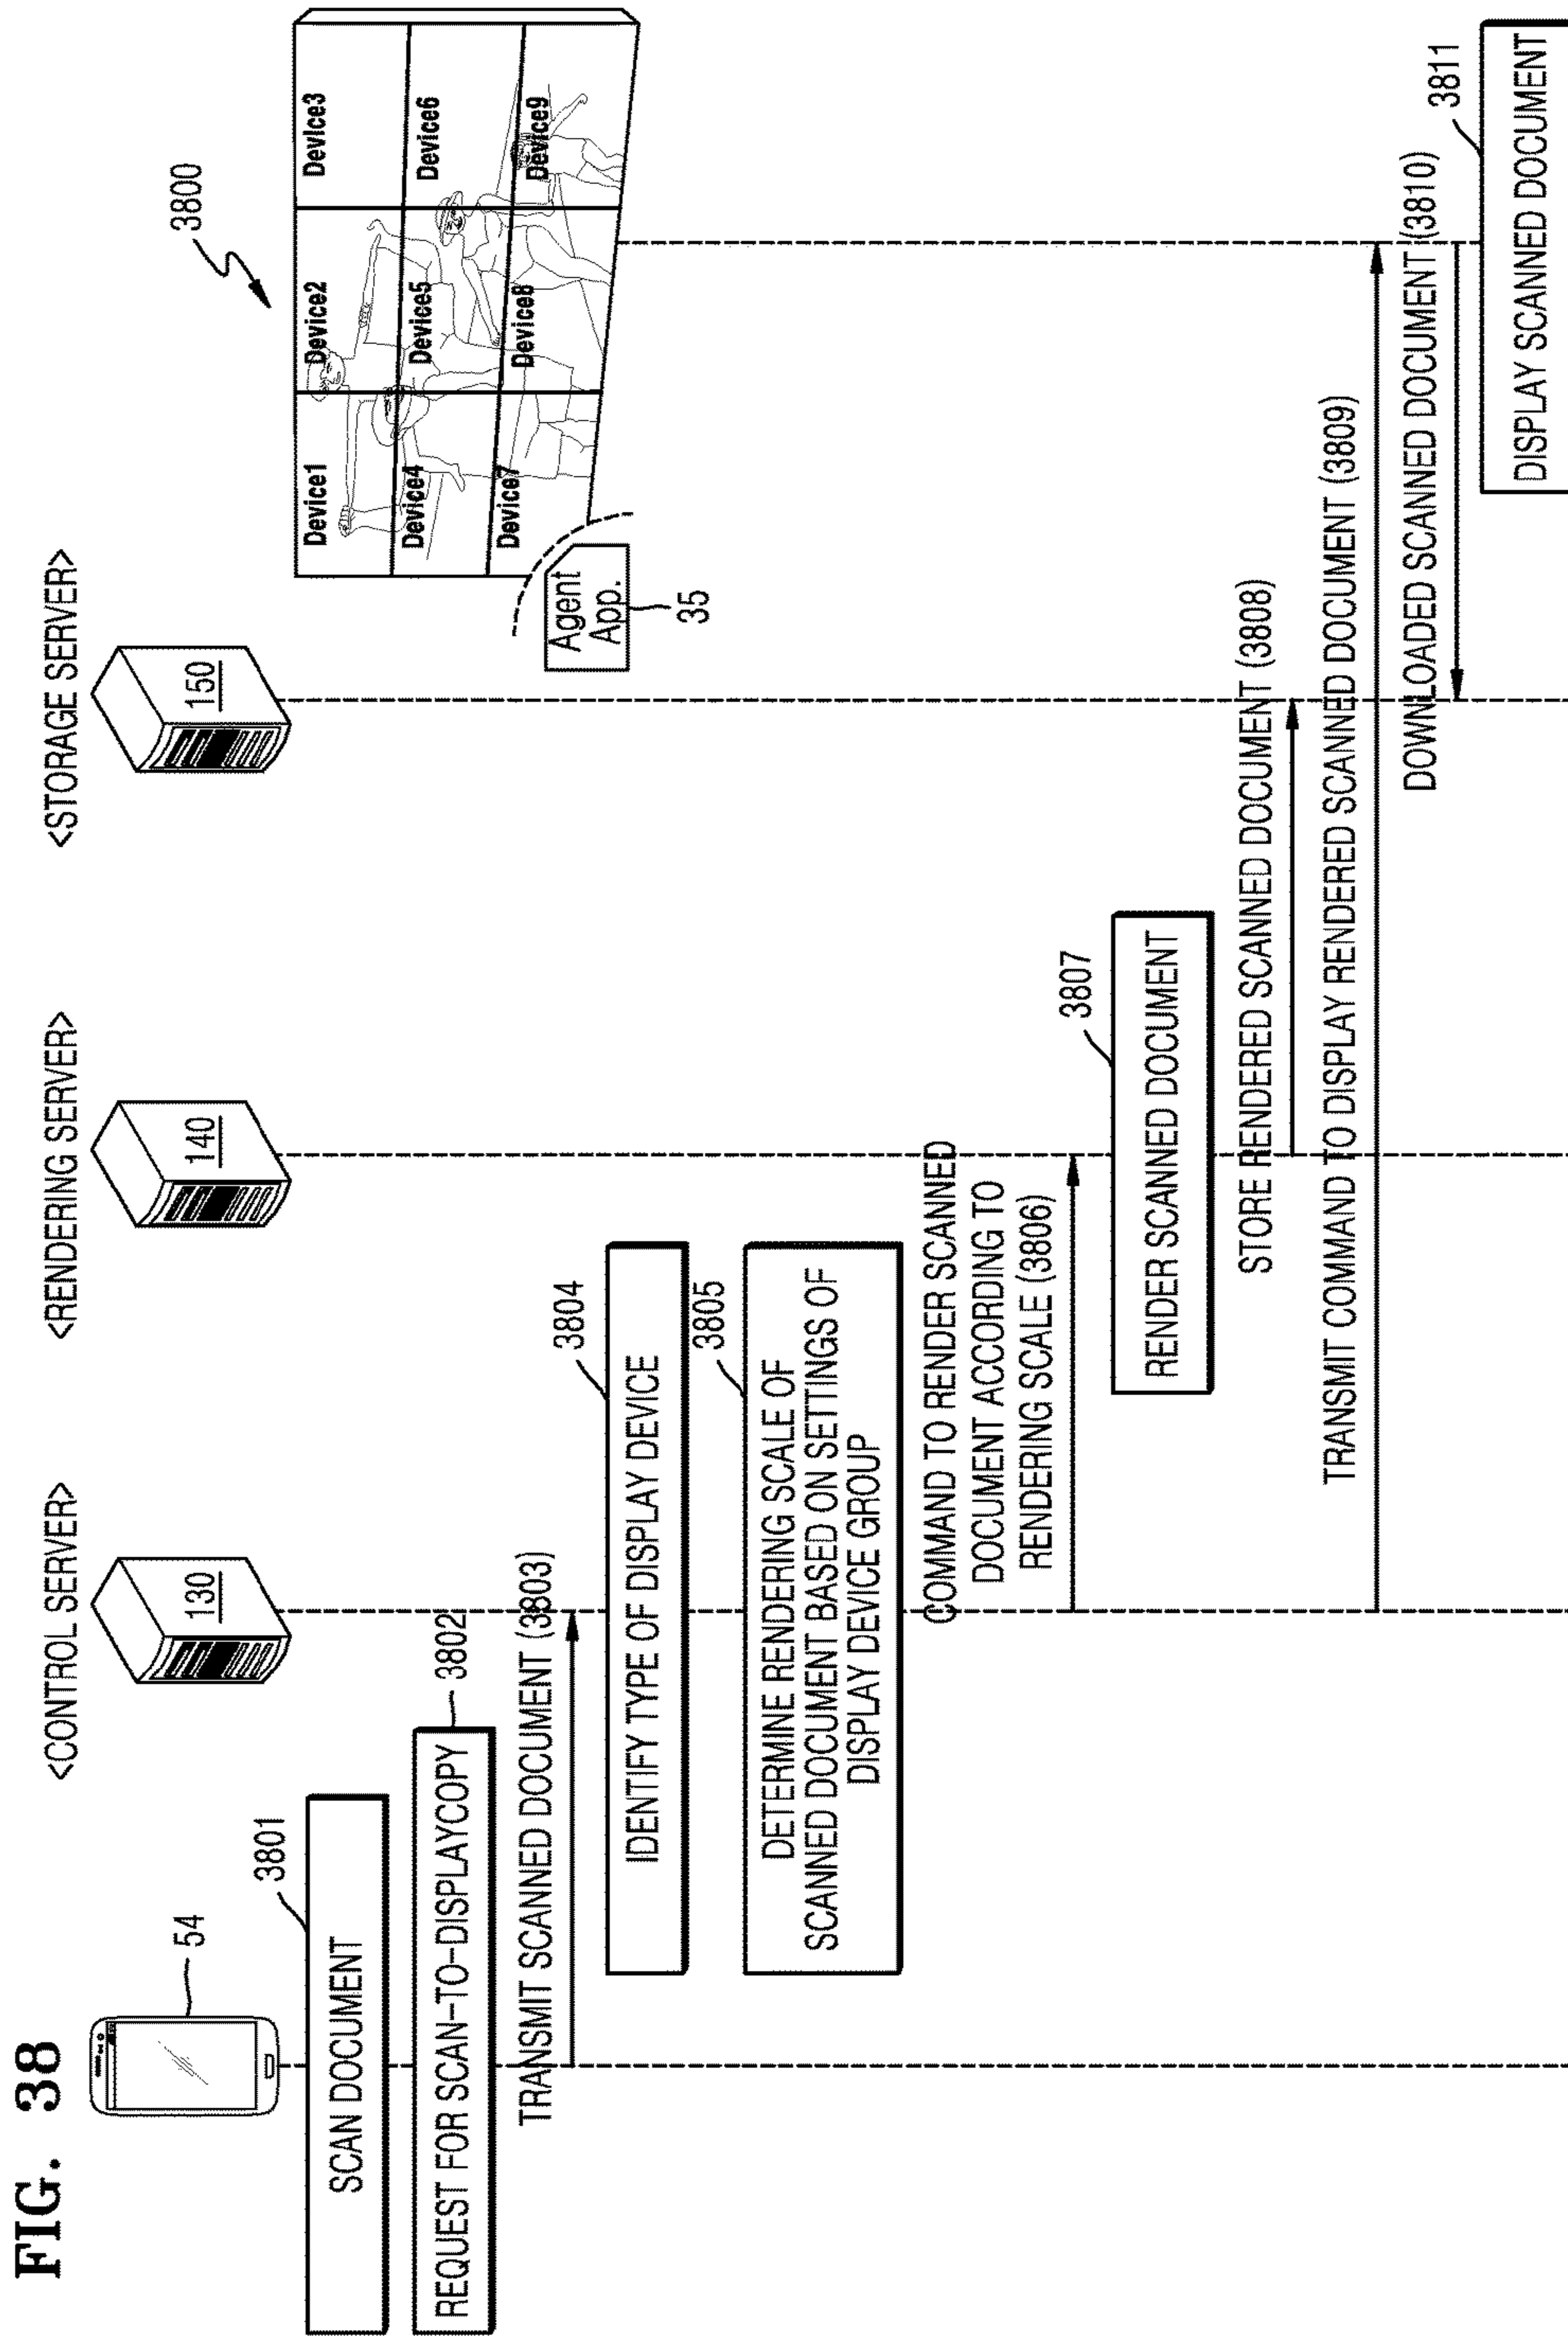 FIG. 38
<CONTROL SERVER>
<RENDERING SERVER>
<STORAGE SERVER>
54
130
140
150
3800
Device1
Device2
Device3
Device4
Device5
Device6
Device7
Device8
Device9
Agent
App.
35
3801
SCAN DOCUMENT
REQUEST FOR SCAN-TO-DISPLAYCOPY
3802
TRANSMIT SCANNED DOCUMENT (3803)
3804
IDENTIFY TYPE OF DISPLAY DEVICE
3805
DETERMINE RENDERING SCALE OF
SCANNED DOCUMENT BASED ON SETTINGS OF
DISPLAY DEVICE GROUP
COMMAND TO RENDER SCANNED
DOCUMENT ACCORDING TO
RENDERING SCALE (3806)
3807
RENDER SCANNED DOCUMENT
STORE RENDERED SCANNED DOCUMENT (3808)
TRANSMIT COMMAND TO DISPLAY RENDERED SCANNED DOCUMENT (3809)
DOWNLOADED SCANNED DOCUMENT (3810)
3811
DISPLAY SCANNED DOCUMENT